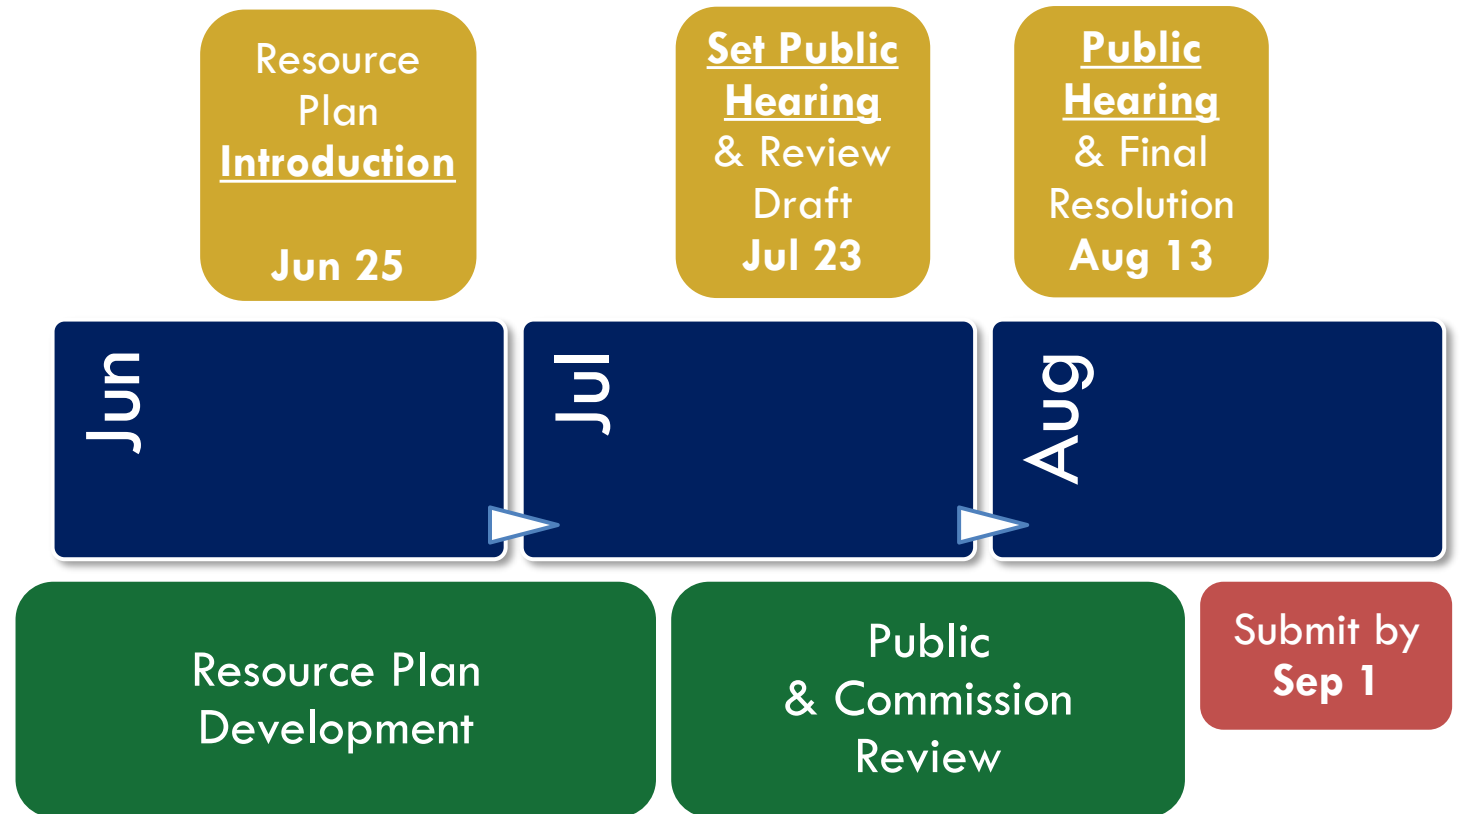 Resource
Plan
Introduction
Jun 25
Set Public
Hearing
& Review
Draft
Jul 23
Public
Hearing
& Final
Resolution
Aug 13
Jun
Jul
Aug
Resource Plan
Development
Public
& Commission
Review
Submit by
Sep 1